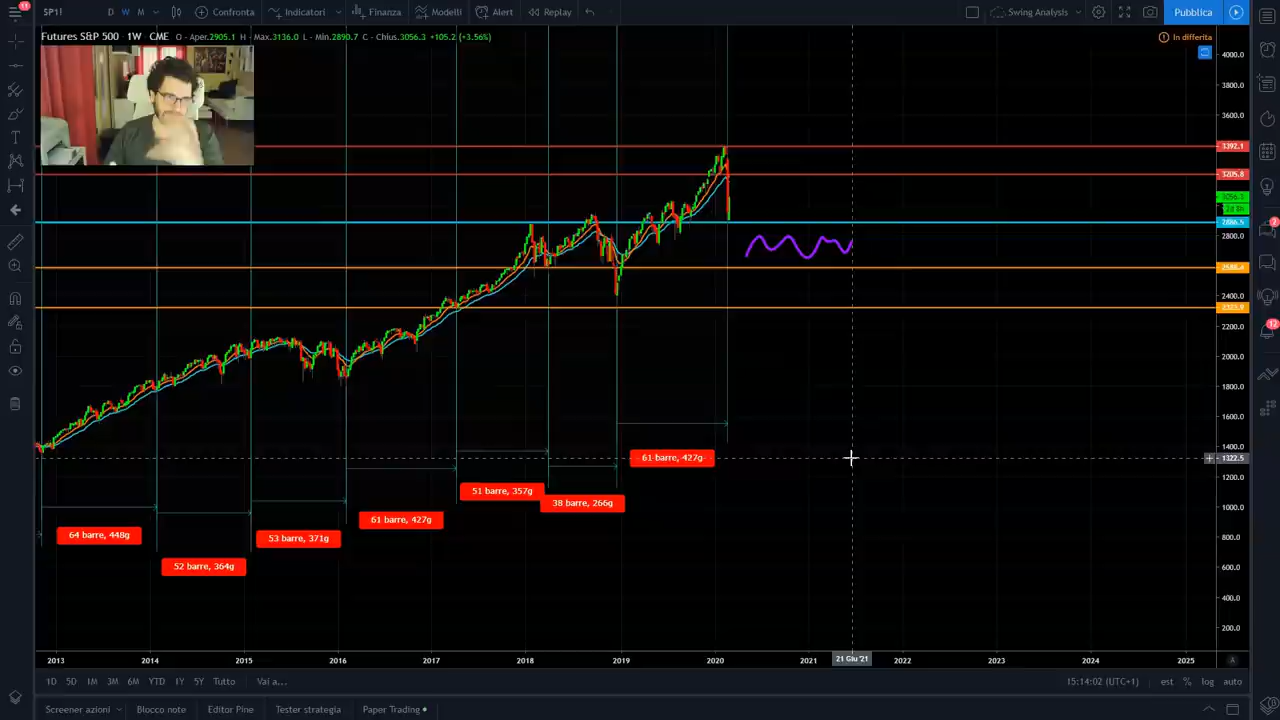 11
SP1!
D W M
Confronta
Indicatori
Finanza
Modelli
Alert
Replay
Swing Analysis
Pubblica
Futures S&P 500 1W CME O - Aper.2905.1 H - Max.3136.0 M - Min.2890.7 C - Chius.3056.3 +105.2 (+3.56%)
In differita
4000.0
3800.0
3600.0
3392.1
3205.8
3056.3
2886.5
2800.0
2400.0
2200.0
2000.0
1800.0
1600.0
1400.0
1322.5
1200.0
1000.0
800.0
600.0
400.0
200.0
2
12
61 barre, 427g
51 barre, 357g
38 barre, 266g
61 barre, 427g
64 barre, 448g
53 barre, 371g
52 barre, 364g
2013 2014 2015 2016 2017 2018 2019 2020 2021 21 Giu '21 2022 2023 2024 2025
A
1D 5D 1M 3M 6M YTD 1Y 5Y Tutto Vai a...
15:14:02 (UTC+1) est % log auto
Screener azioni Blocco note Editor Pine Tester strategia Paper Trading